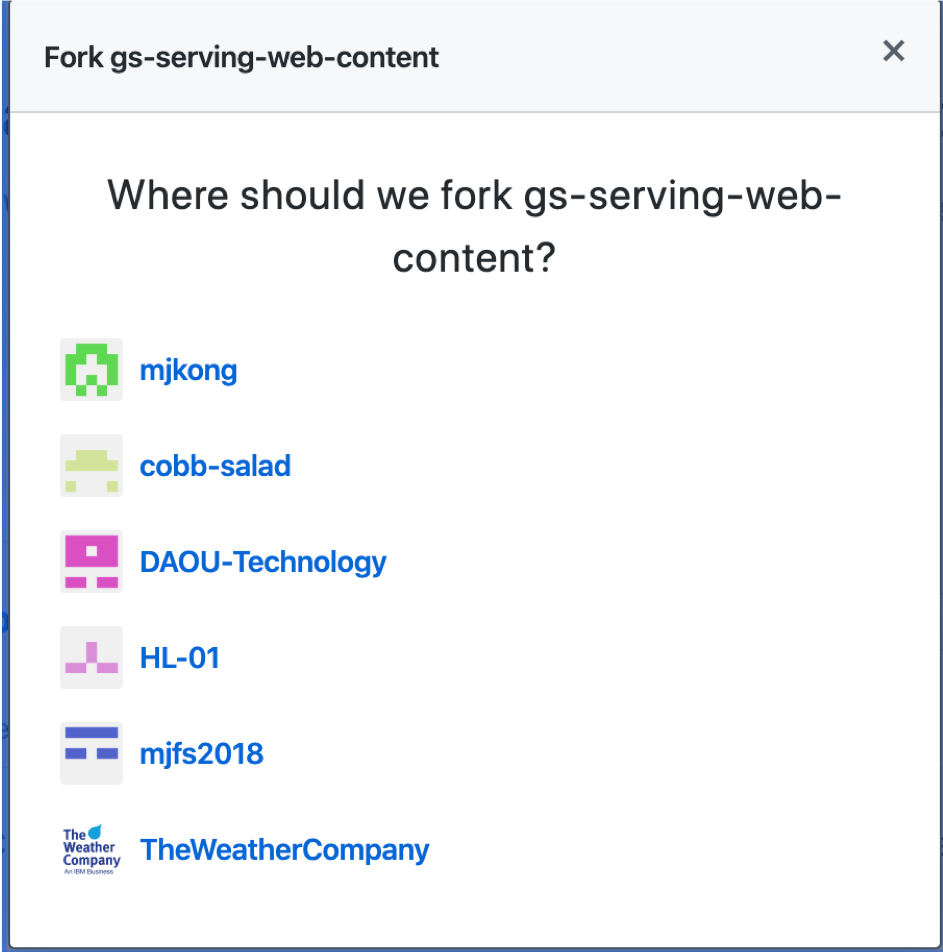 Fork gs-serving-web-content
Where should we fork gs-serving-web-
content?
mjkong
cobb-salad
DAOU-Technology
HL-01
mjfs2018
The
Weather
Company
An IBM Business
TheWeatherCompany